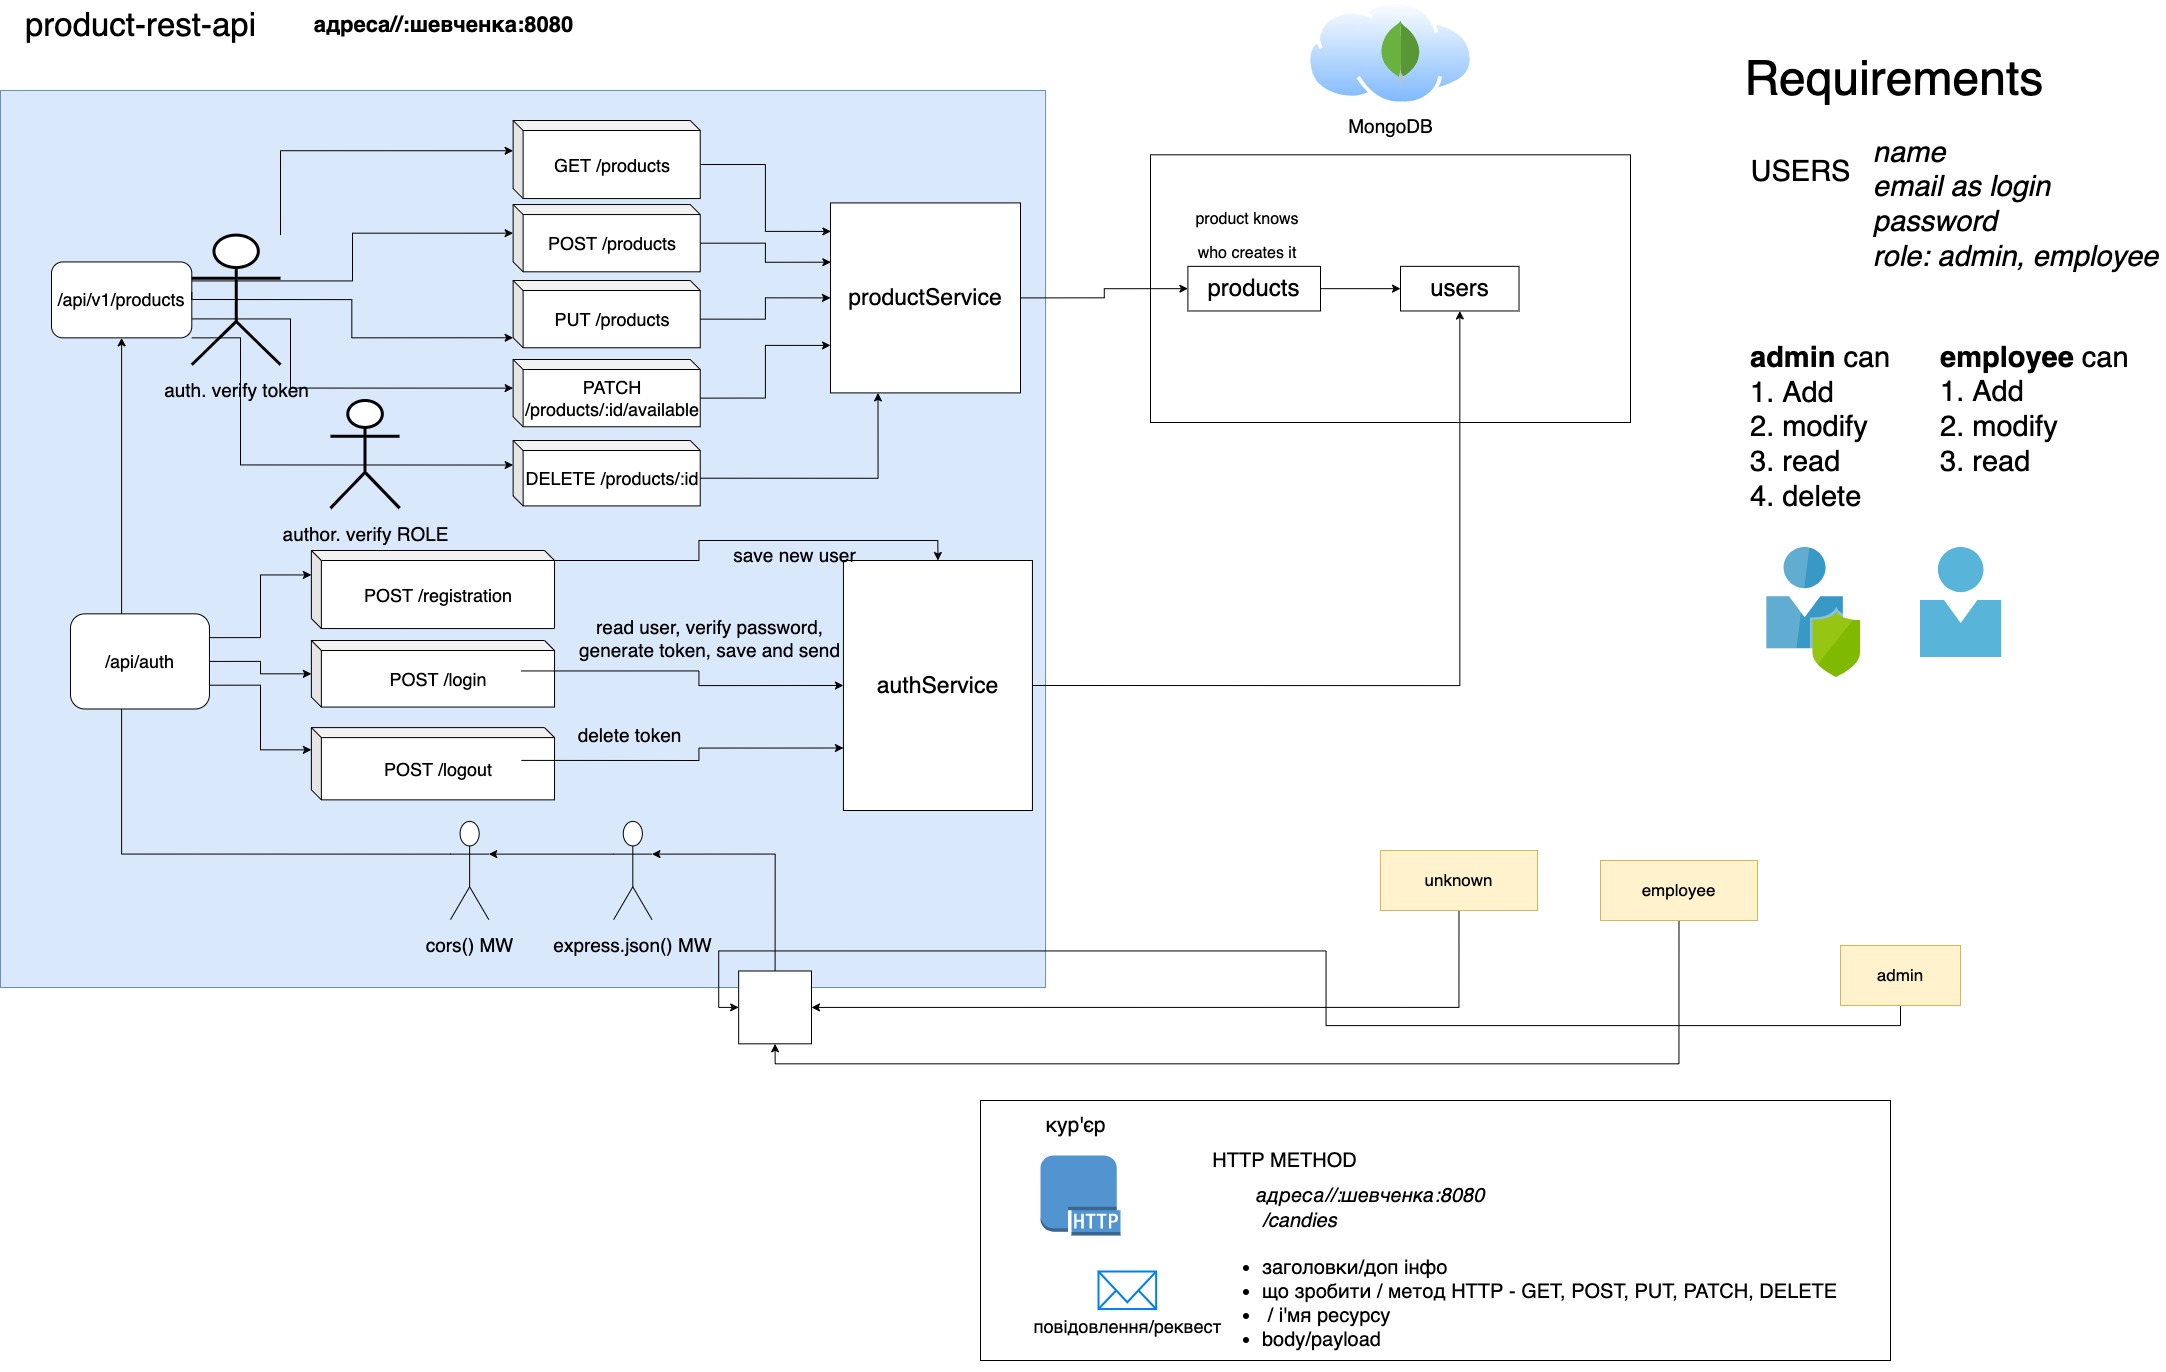 product-rest-api
адреса//:шевченка:8080
MongoDB
Requirements
USERS
name
email as login
password
role: admin, employee
GET /products
POST /products
PUT /products
PATCH
/products/:id/available
DELETE /products/:id
/api/v1/products
auth. verify token
author. verify ROLE
productService
product knows
who creates it
products
users
admin can
1. Add
2. modify
3. read
4. delete
employee can
1. Add
2. modify
3. read
/api/auth
POST /registration
POST /login
POST /logout
save new user
read user, verify password,
generate token, save and send
delete token
authService
cors() MW
express.json() MW
unknown
employee
admin
кур'єр
HTTP
повідомлення/реквест
HTTP METHOD
адреса//:шевченка:8080
/candies
• заголовки/доп інфо
• що зробити / метод HTTP - GET, POST, PUT, PATCH, DELETE
• / і'мя ресурсу
• body/payload